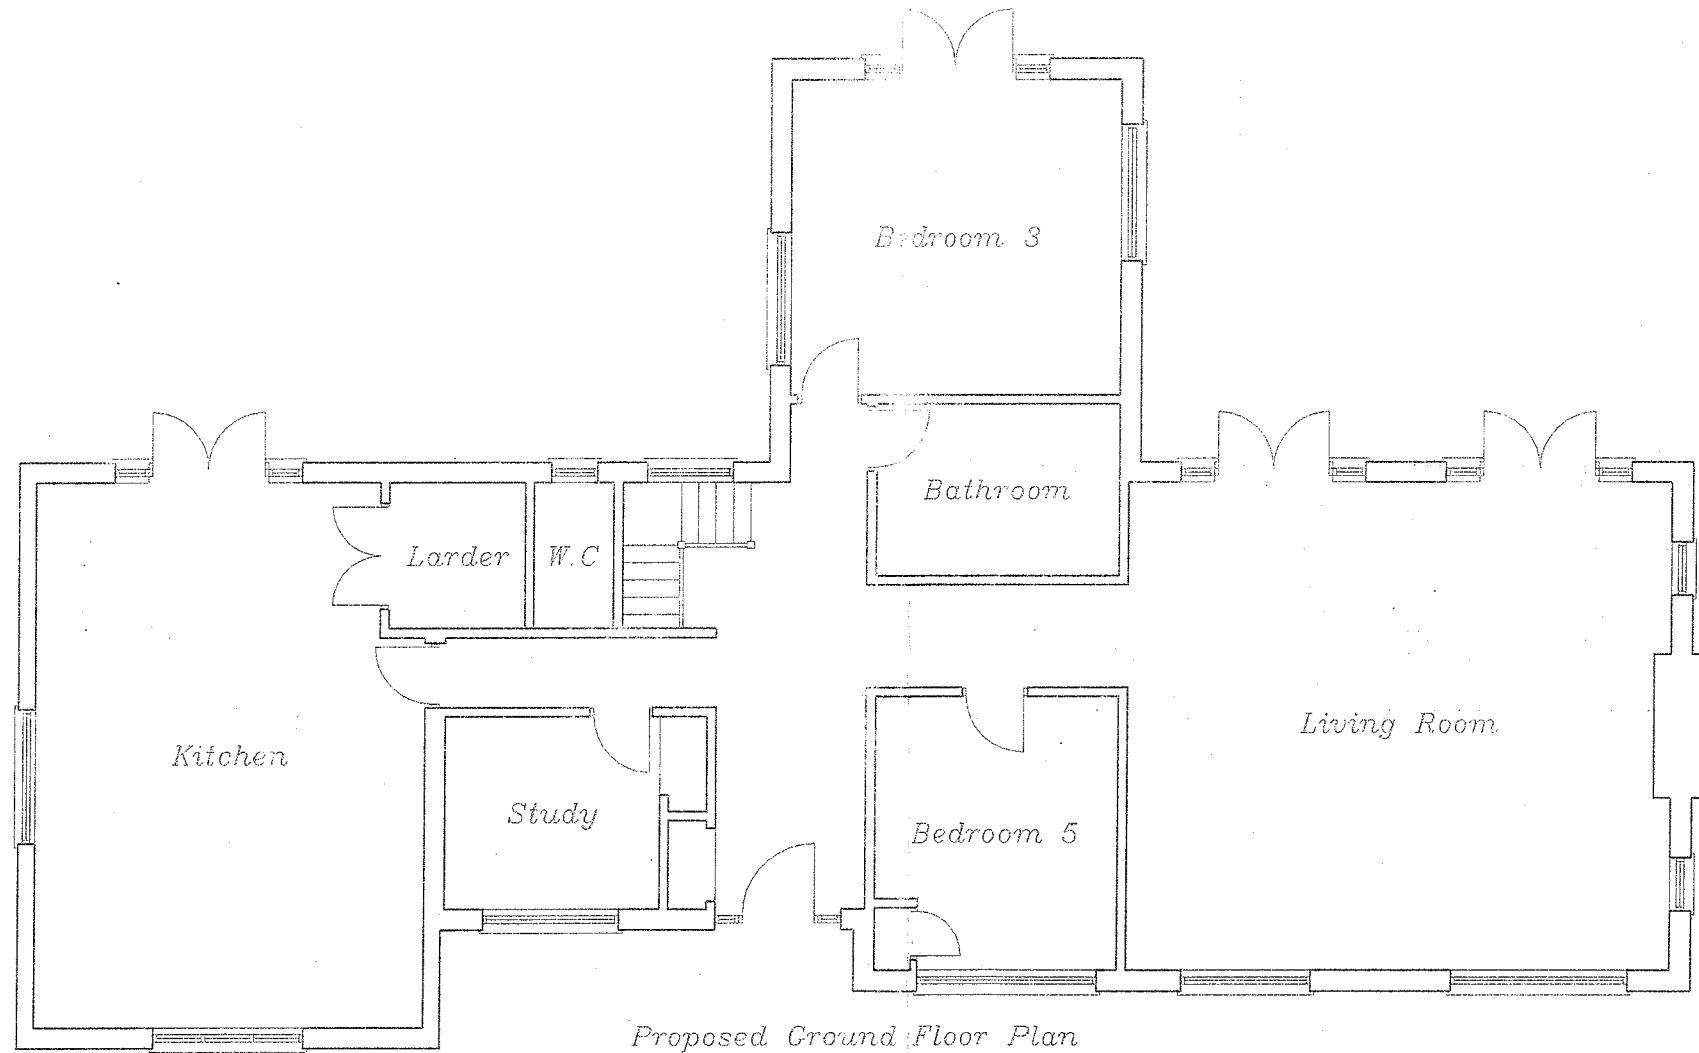 Bedroom 3
Bathroom
Larder
W.C
Living Room
Kitchen
Study
Bedroom 5
Proposed Ground Floor Plan